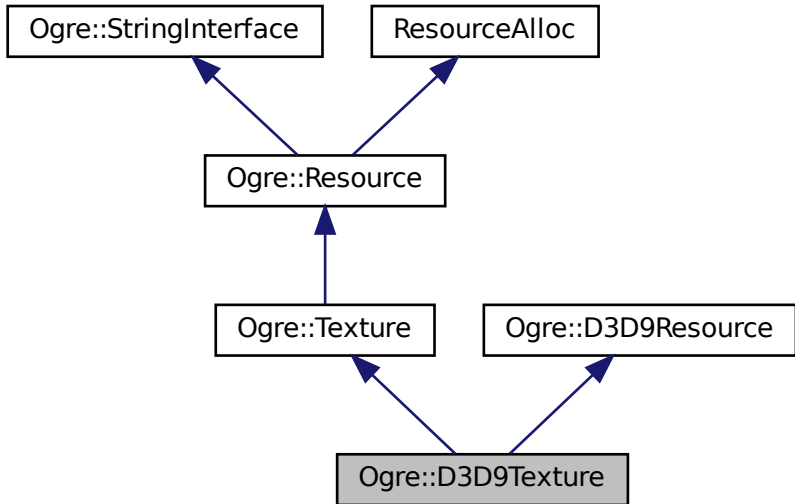 Ogre::StringInterface
ResourceAlloc
Ogre::Resource
Ogre::Texture
Ogre::D3D9Resource
Ogre::D3D9Texture